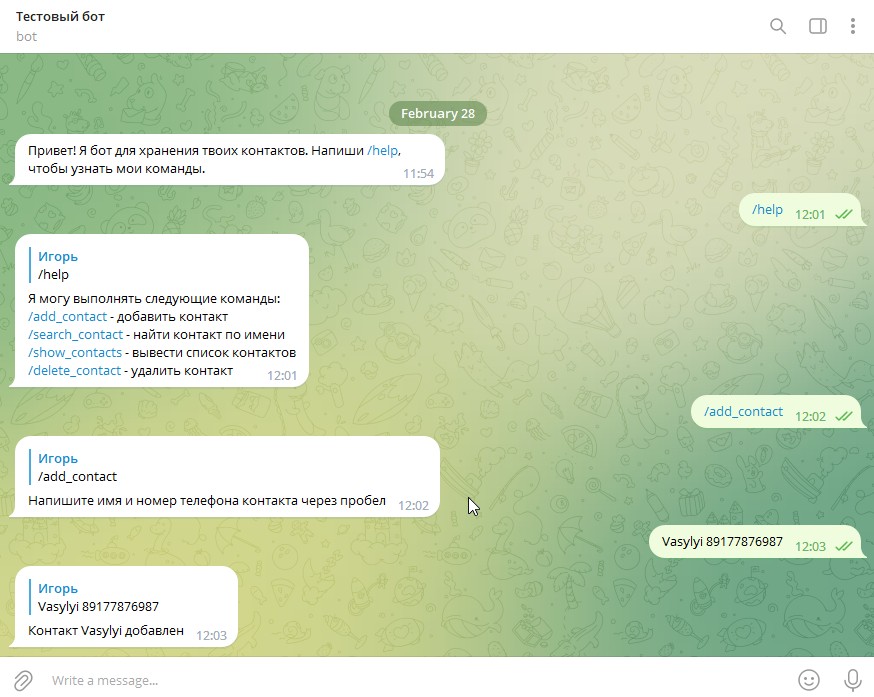 Тестовый бот
bot
February 28
Привет! Я бот для хранения твоих контактов. Напиши /help,
чтобы узнать мои команды.
11:54
/help 12:01
Игорь
/help
Я могу выполнять следующие команды:
/add_contact - добавить контакт
/search_contact - найти контакт по имени
/show_contacts - вывести список контактов
/delete_contact - удалить контакт
12:01
/add_contact 12:02
Игорь
/add_contact
Напишите имя и номер телефона контакта через пробел 12:02
Vasylyi 89177876987 12:03
Игорь
Vasylyi 89177876987
Контакт Vasylyi добавлен 12:03
Write a message...